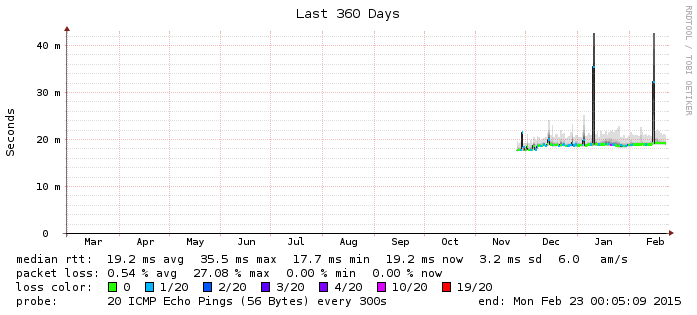 Last 360 Days
RRDTOOL / TOBI OETIKER
Seconds
40 m
30 m
20 m
10 m
0
Mar Apr May Jun Jul Aug Sep Oct Nov Dec Jan Feb
median rtt: 19.2 ms avg 35.5 ms max 17.7 ms min 19.2 ms now 3.2 ms sd 6.0 am/s
packet loss: 0.54 % avg 27.08 % max 0.00 % min 0.00 % now
loss color: 0 1/20 2/20 3/20 4/20 10/20 19/20
probe: 20 ICMP Echo Pings (56 Bytes) every 300s end: Mon Feb 23 00:05:09 2015